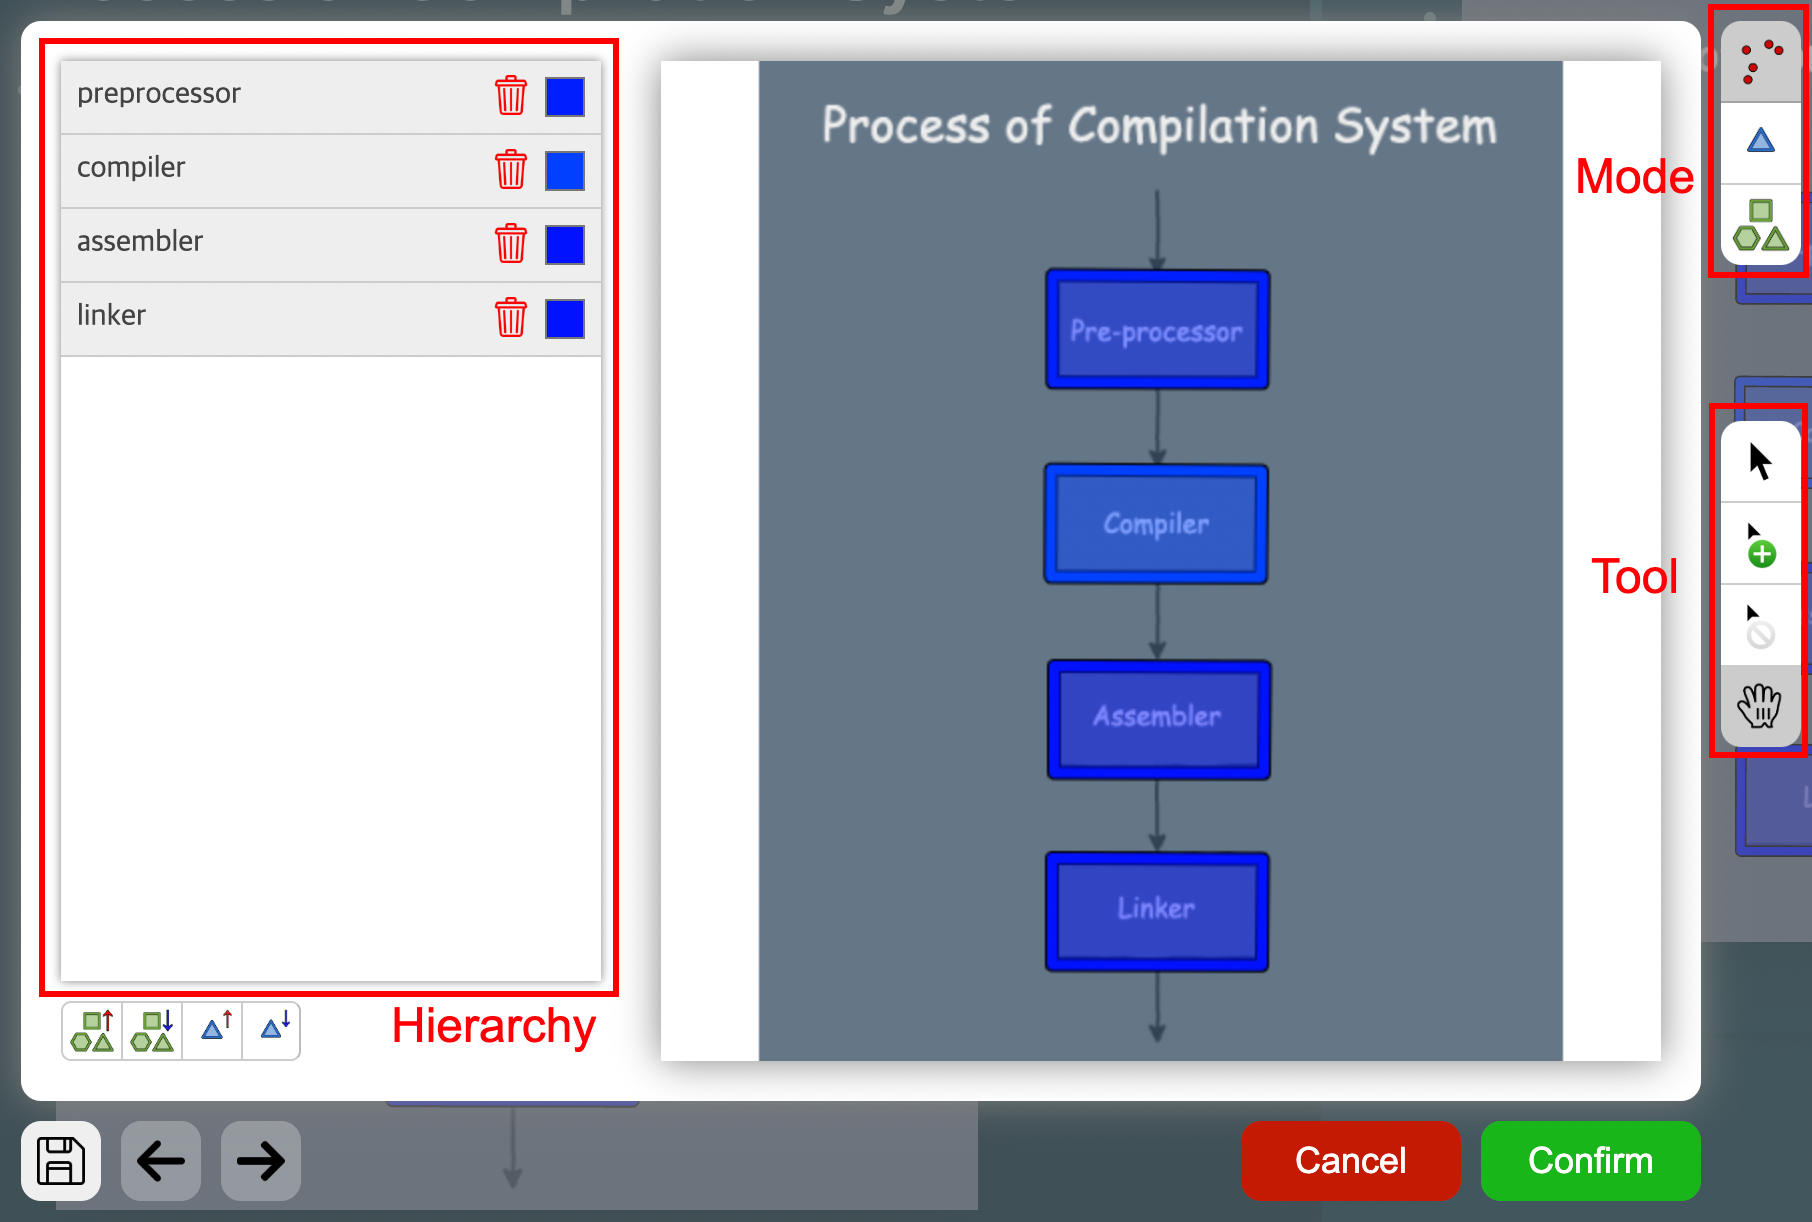 preprocessor
compiler
assembler
linker
Hierarchy
Process of Compilation System
Pre-processor
Compiler
Assembler
Linker
Mode
Tool
Cancel
Confirm